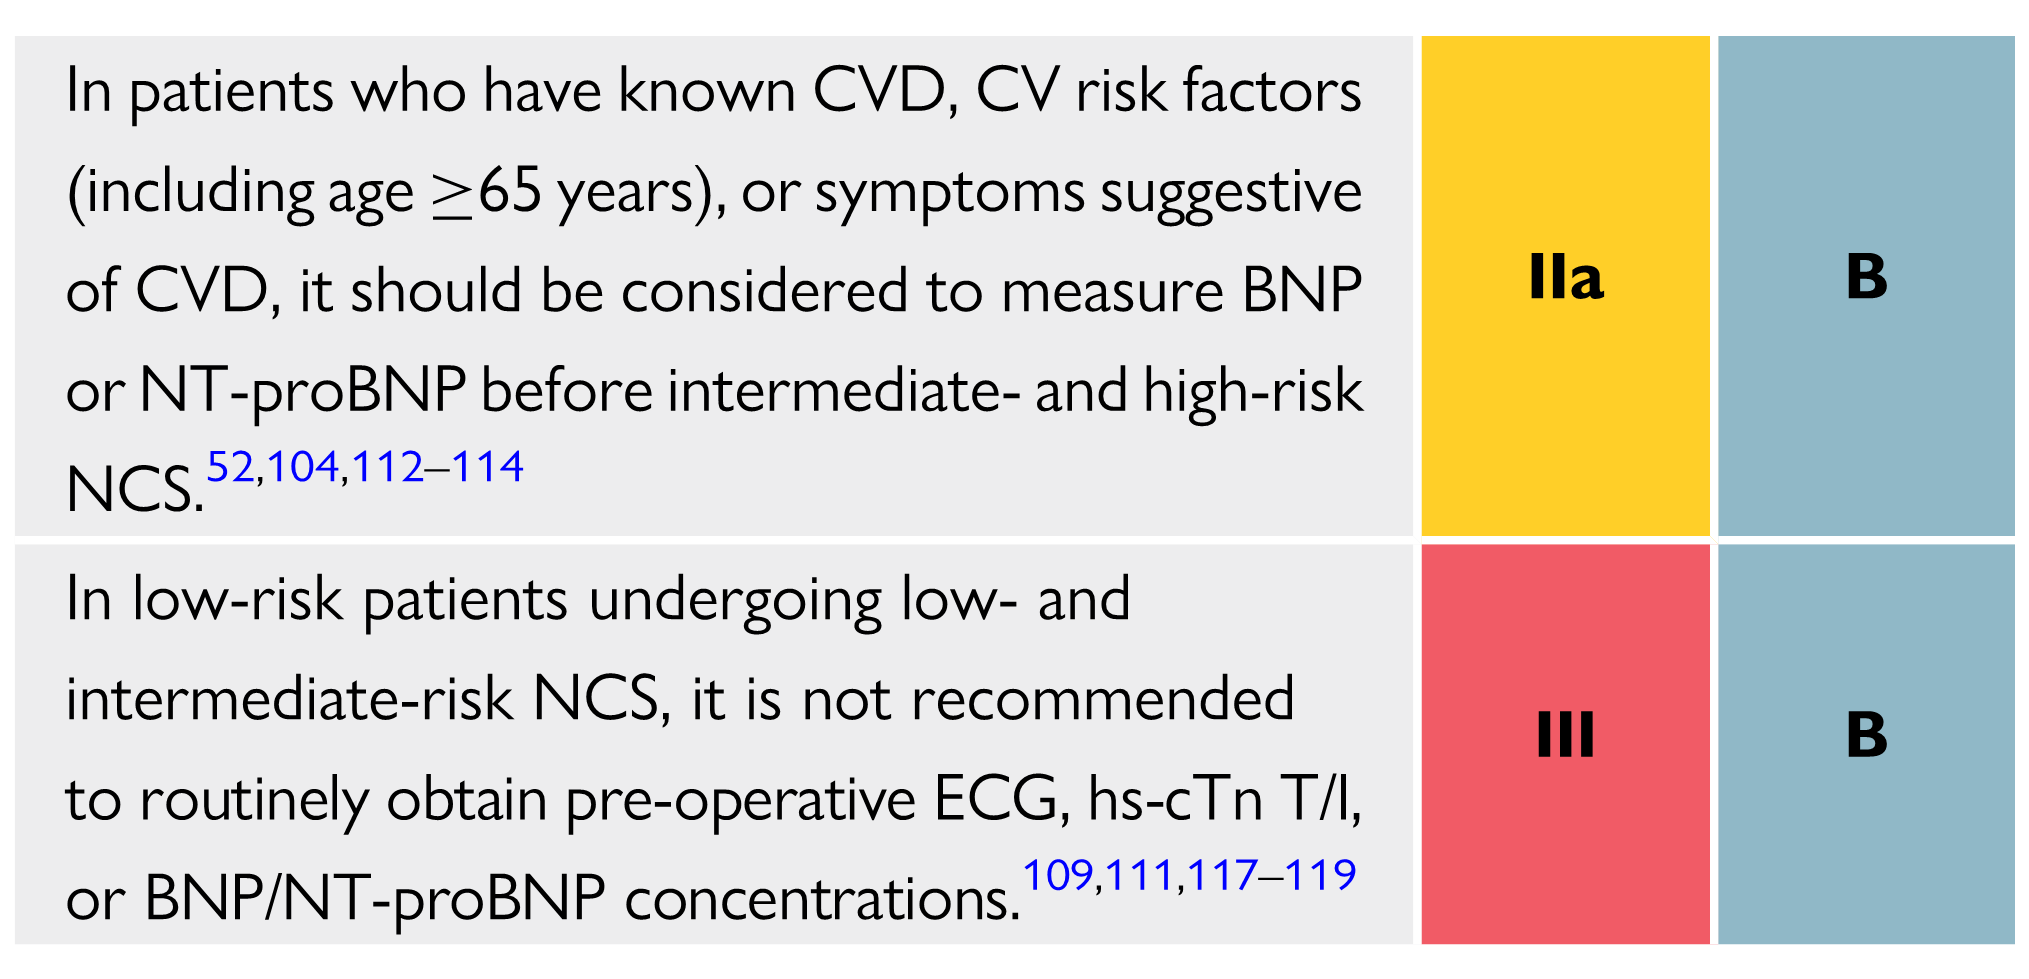 In patients who have known CVD, CV risk factors
(including age ≥65 years), or symptoms suggestive
of CVD, it should be considered to measure BNP
or NT-proBNP before intermediate- and high-risk
NCS.52,104,112–114
IIa
B
In low-risk patients undergoing low- and
intermediate-risk NCS, it is not recommended
to routinely obtain pre-operative ECG, hs-cTn T/I,
or BNP/NT-proBNP concentrations.109,111,117–119
III
B